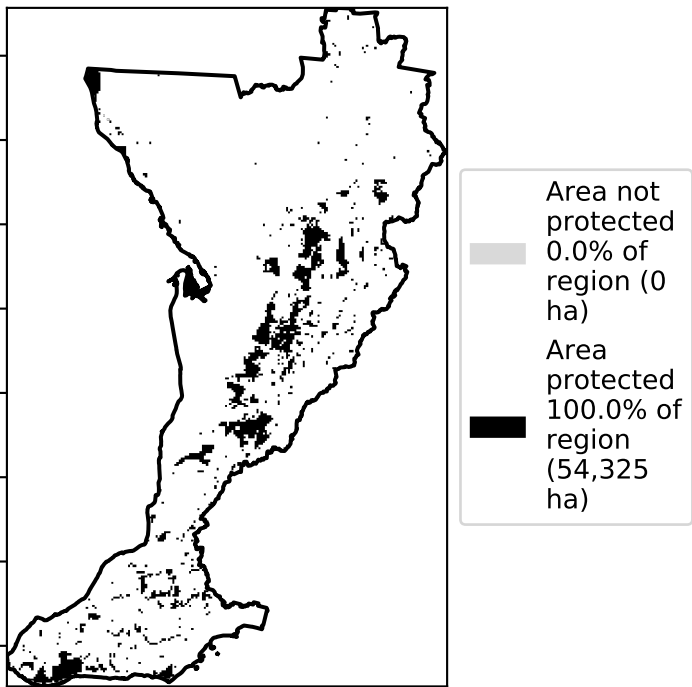 Area not
protected
0.0% of
region (0
ha)
Area
protected
100.0% of
region
(54,325
ha)